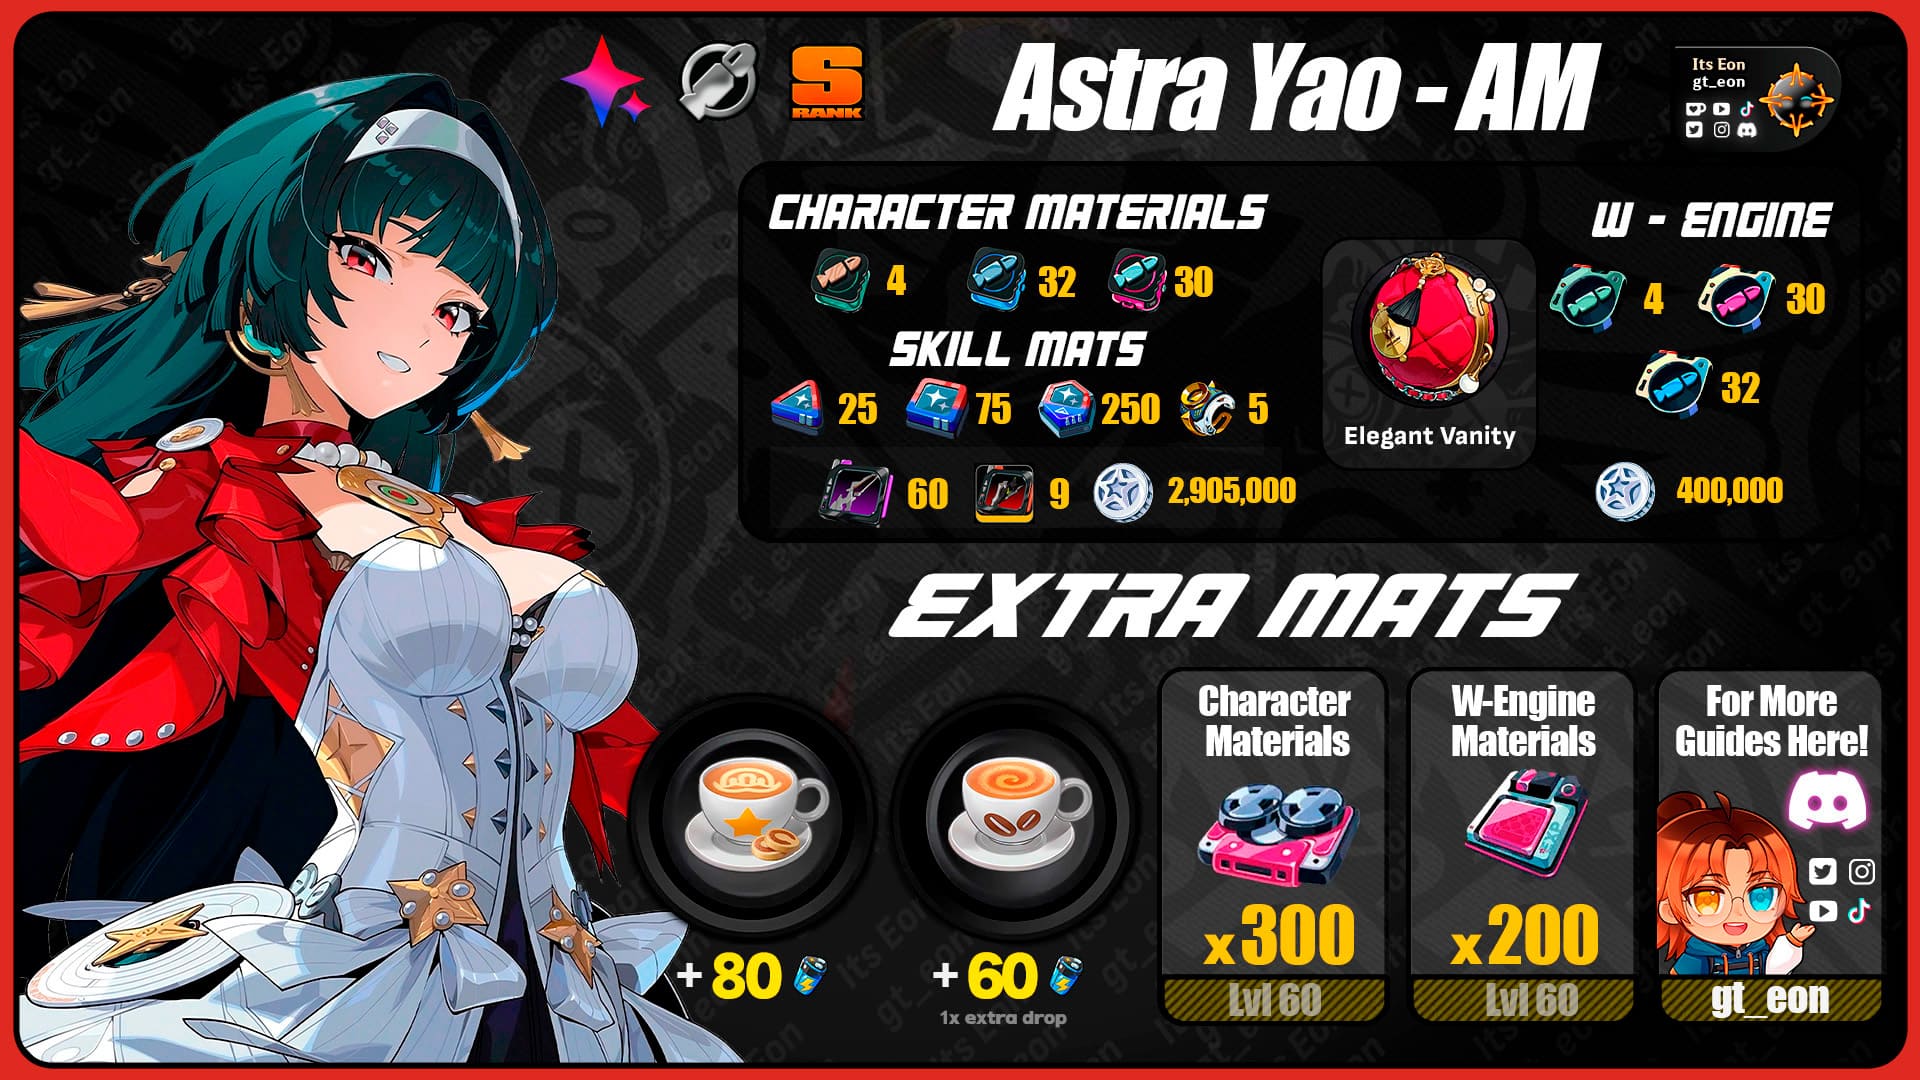 S
RANK
Astra Yao - AM
Its Eon
gt_eon
CHARACTER MATERIALS
4 32 30
SKILL MATS
25 75 250 5
60 9 2,905,000
Elegant Vanity
W - ENGINE
4 30
32
400,000
EXTRA MATS
+ 80
+ 60
1x extra drop
Character
Materials
x300
Lvl 60
W-Engine
Materials
x200
Lvl 60
For More
Guides Here!
gt_eon